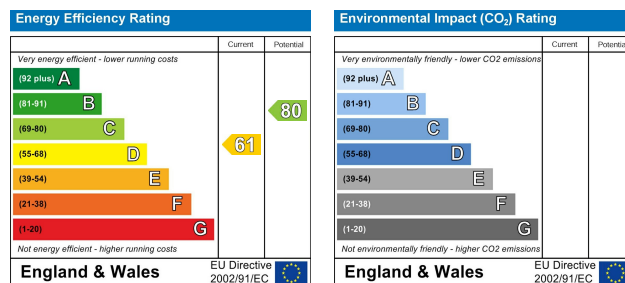 Energy Efficiency Rating
Current Potential
Very energy efficient - lower running costs
(92 plus) A
(81-91) B
(69-80) C
(55-68) D
(39-54) E
(21-38) F
(1-20) G
61
80
Not energy efficient - higher running costs
England & Wales
EU Directive
2002/91/EC
Environmental Impact (CO2) Rating
Current Potential
Very environmentally friendly - lower CO2 emissions
(92 plus) A
(81-91) B
(69-80) C
(55-68) D
(39-54) E
(21-38) F
(1-20) G
Not environmentally friendly - higher CO2 emissions
England & Wales
EU Directive
2002/91/EC